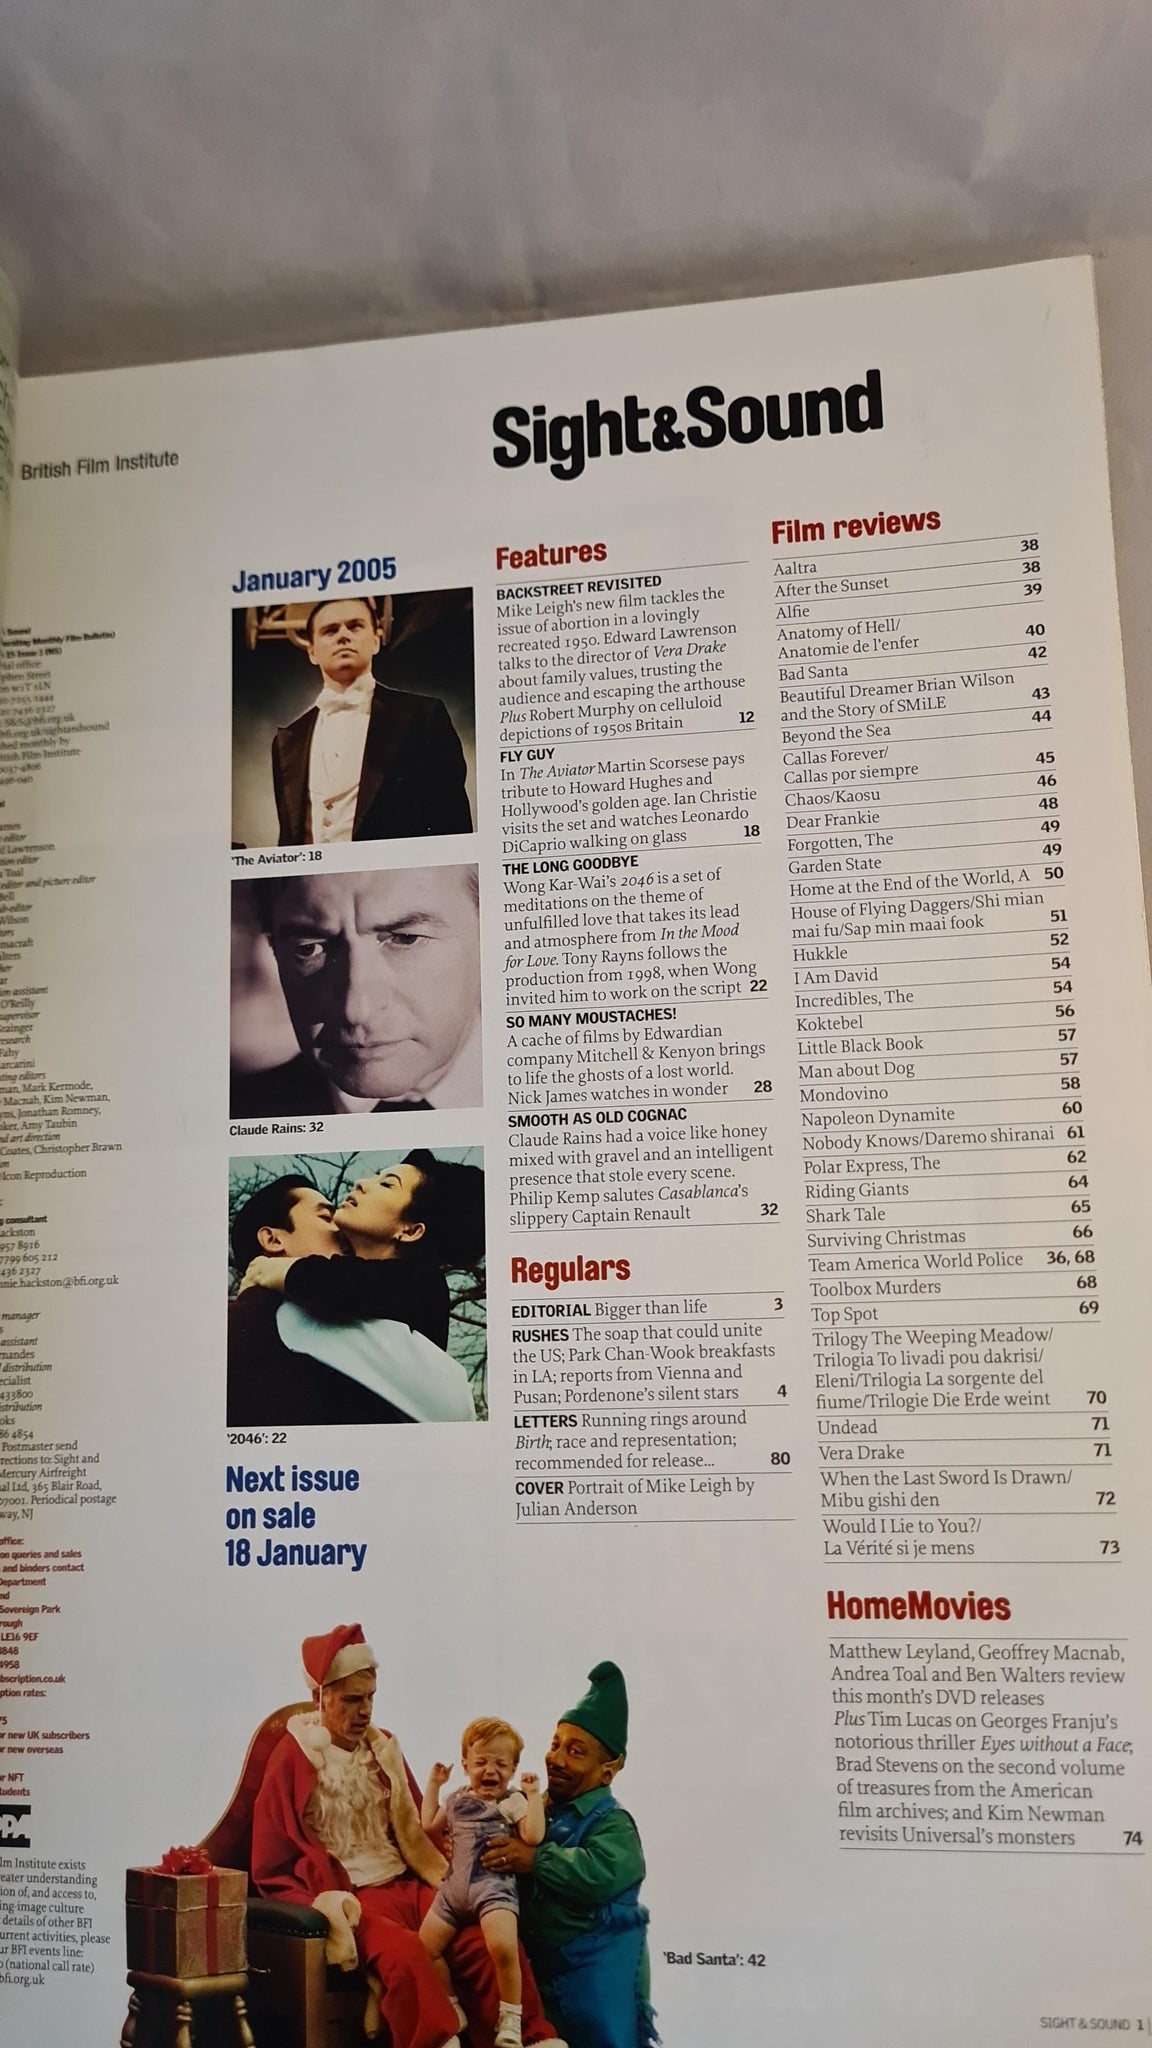 British Film Institute
Sight&Sound
January 2005
'The Aviator': 18
Claude Rains: 32
'2046': 22
Next issue
on sale
18 January
Features
BACKSTREET REVISITED
Mike Leigh's new film tackles the
issue of abortion in a lovingly
recreated 1950. Edward Lawrenson
talks to the director of Vera Drake
about family values, trusting the
audience and escaping the arthouse
Plus Robert Murphy on celluloid
depictions of 1950s Britain 12
FLY GUY
In The Aviator Martin Scorsese pays
tribute to Howard Hughes and
Hollywood's golden age. Ian Christie
visits the set and watches Leonardo
DiCaprio walking on glass 18
THE LONG GOODBYE
Wong Kar-Wai's 2046 is a set of
meditations on the theme of
unfulfilled love that takes its lead
and atmosphere from In the Mood
for Love. Tony Rayns follows the
production from 1998, when Wong
invited him to work on the script 22
SO MANY MOUSTACHES!
A cache of films by Edwardian
company Mitchell & Kenyon brings
to life the ghosts of a lost world.
Nick James watches in wonder 28
SMOOTH AS OLD COGNAC
Claude Rains had a voice like honey
mixed with gravel and an intelligent
presence that stole every scene.
Philip Kemp salutes Casablanca's
slippery Captain Renault 32
Regulars
EDITORIAL Bigger than life 3
RUSHES The soap that could unite
the US; Park Chan-Wook breakfasts
in LA; reports from Vienna and
Pusan; Pordenone's silent stars 4
LETTERS Running rings around
Birth; race and representation;
recommended for release... 80
COVER Portrait of Mike Leigh by
Julian Anderson
Film reviews
Aaltra 38
After the Sunset 38
Alfie 39
Anatomy of Hell/
Anatomie de l'enfer 40
Bad Santa 42
Beautiful Dreamer Brian Wilson
and the Story of SMiLE 43
Beyond the Sea 44
Callas Forever/
Callas por siempre 45
Chaos/Kaosu 46
Dear Frankie 48
Forgotten, The 49
Garden State 49
Home at the End of the World, A 50
House of Flying Daggers/Shi mian
mai fu/Sap min maai fook 51
Hukkle 52
I Am David 54
Incredibles, The 54
Koktebel 56
Little Black Book 57
Man about Dog 57
Mondovino 58
Napoleon Dynamite 60
Nobody Knows/Daremo shiranai 61
Polar Express, The 62
Riding Giants 64
Shark Tale 65
Surviving Christmas 66
Team America World Police 36, 68
Toolbox Murders 68
Top Spot 69
Trilogy The Weeping Meadow/
Trilogia To livadi pou dakrisi/
Eleni/Trilogia La sorgente del
fiume/Trilogie Die Erde weint 70
Undead 71
Vera Drake 71
When the Last Sword Is Drawn/
Mibu gishi den 72
Would I Lie to You?/
La Vérité si je mens 73
HomeMovies
Matthew Leyland, Geoffrey Macnab,
Andrea Toal and Ben Walters review
this month's DVD releases
Plus Tim Lucas on Georges Franju's
notorious thriller Eyes without a Face;
Brad Stevens on the second volume
of treasures from the American
film archives; and Kim Newman
revisits Universal's monsters 74
'Bad Santa': 42
SIGHT & SOUND 1